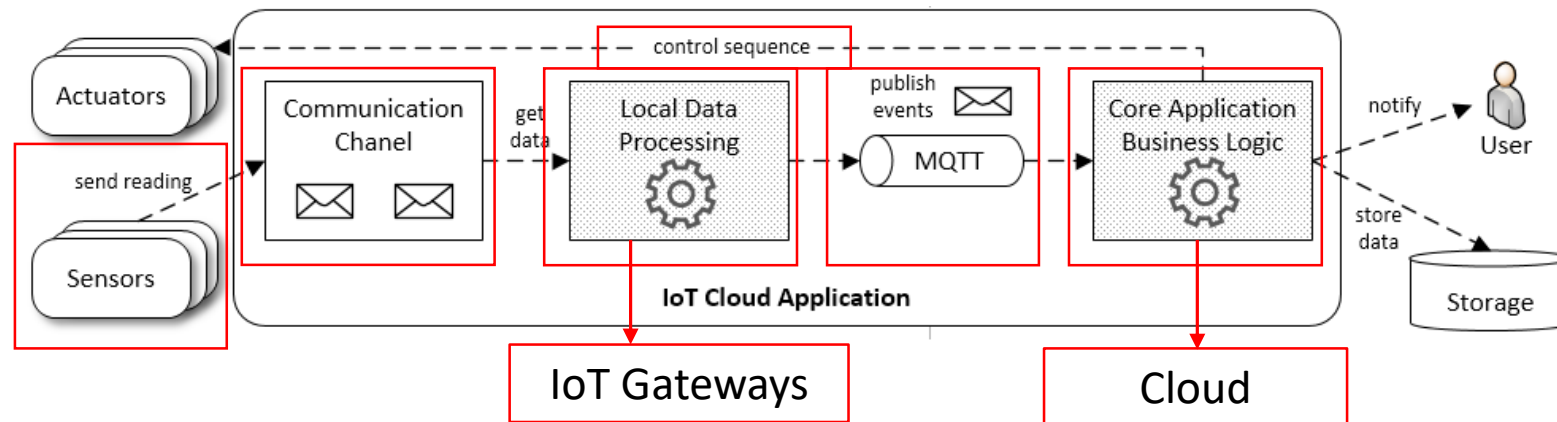 control sequence
Actuators
Communication
Chanel
get
data
Local Data
Processing
publish
events
MQTT
Core Application
Business Logic
notify
User
send reading
Sensors
store
data
Storage
IoT Cloud Application
IoT Gateways
Cloud